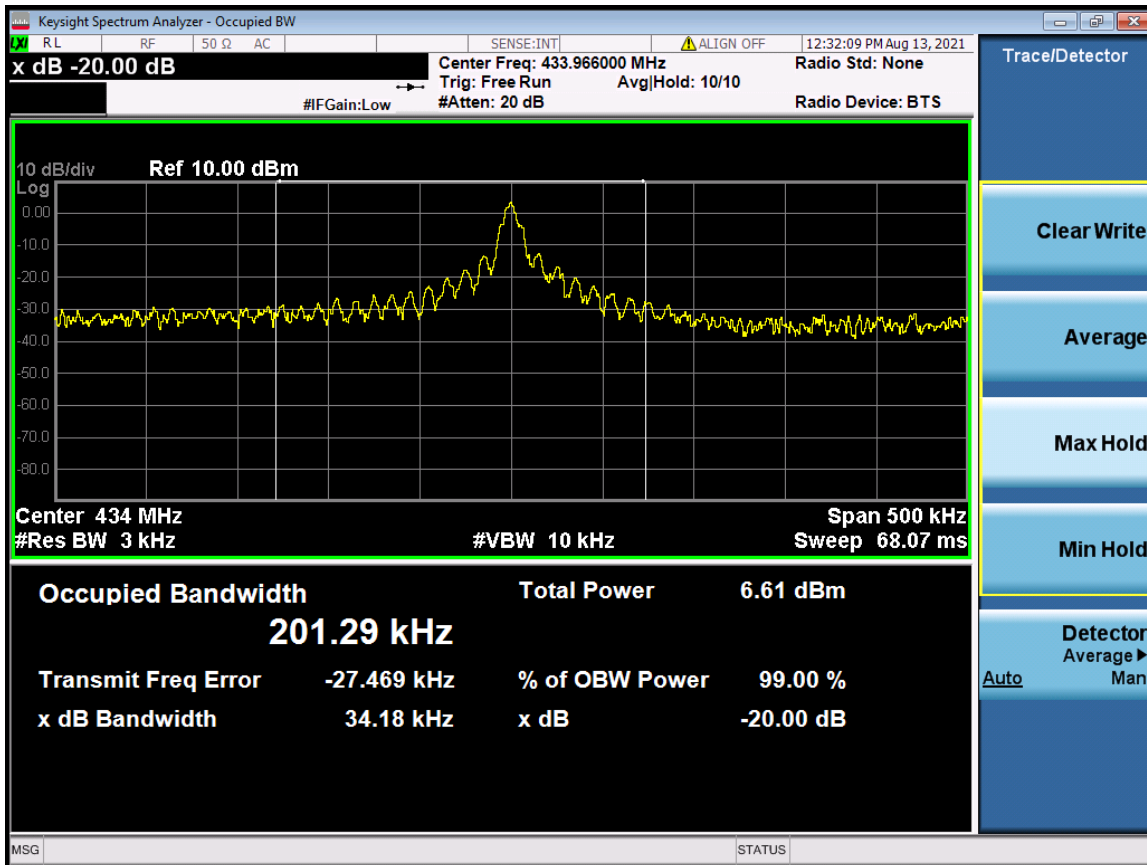 Keysight Spectrum Analyzer - Occupied BW
LXI RL RF 50 Ω AC SENSE:INT ALIGN OFF 12:32:09 PM Aug 13, 2021
x dB -20.00 dB
Center Freq: 433.966000 MHz
Radio Std: None
Trig: Free Run Avg|Hold: 10/10
#IFGain:Low #Atten: 20 dB Radio Device: BTS
10 dB/div Ref 10.00 dBm
Log
0.00
-10.0
-20.0
-30.0
-40.0
-50.0
-60.0
-70.0
-80.0
Center 434 MHz Span 500 kHz
#Res BW 3 kHz #VBW 10 kHz Sweep 68.07 ms
Occupied Bandwidth Total Power 6.61 dBm
201.29 kHz
Transmit Freq Error -27.469 kHz % of OBW Power 99.00 %
x dB Bandwidth 34.18 kHz x dB -20.00 dB
MSG STATUS
Trace/Detector
Clear Write
Average
Max Hold
Min Hold
Detector
Average
Auto Man